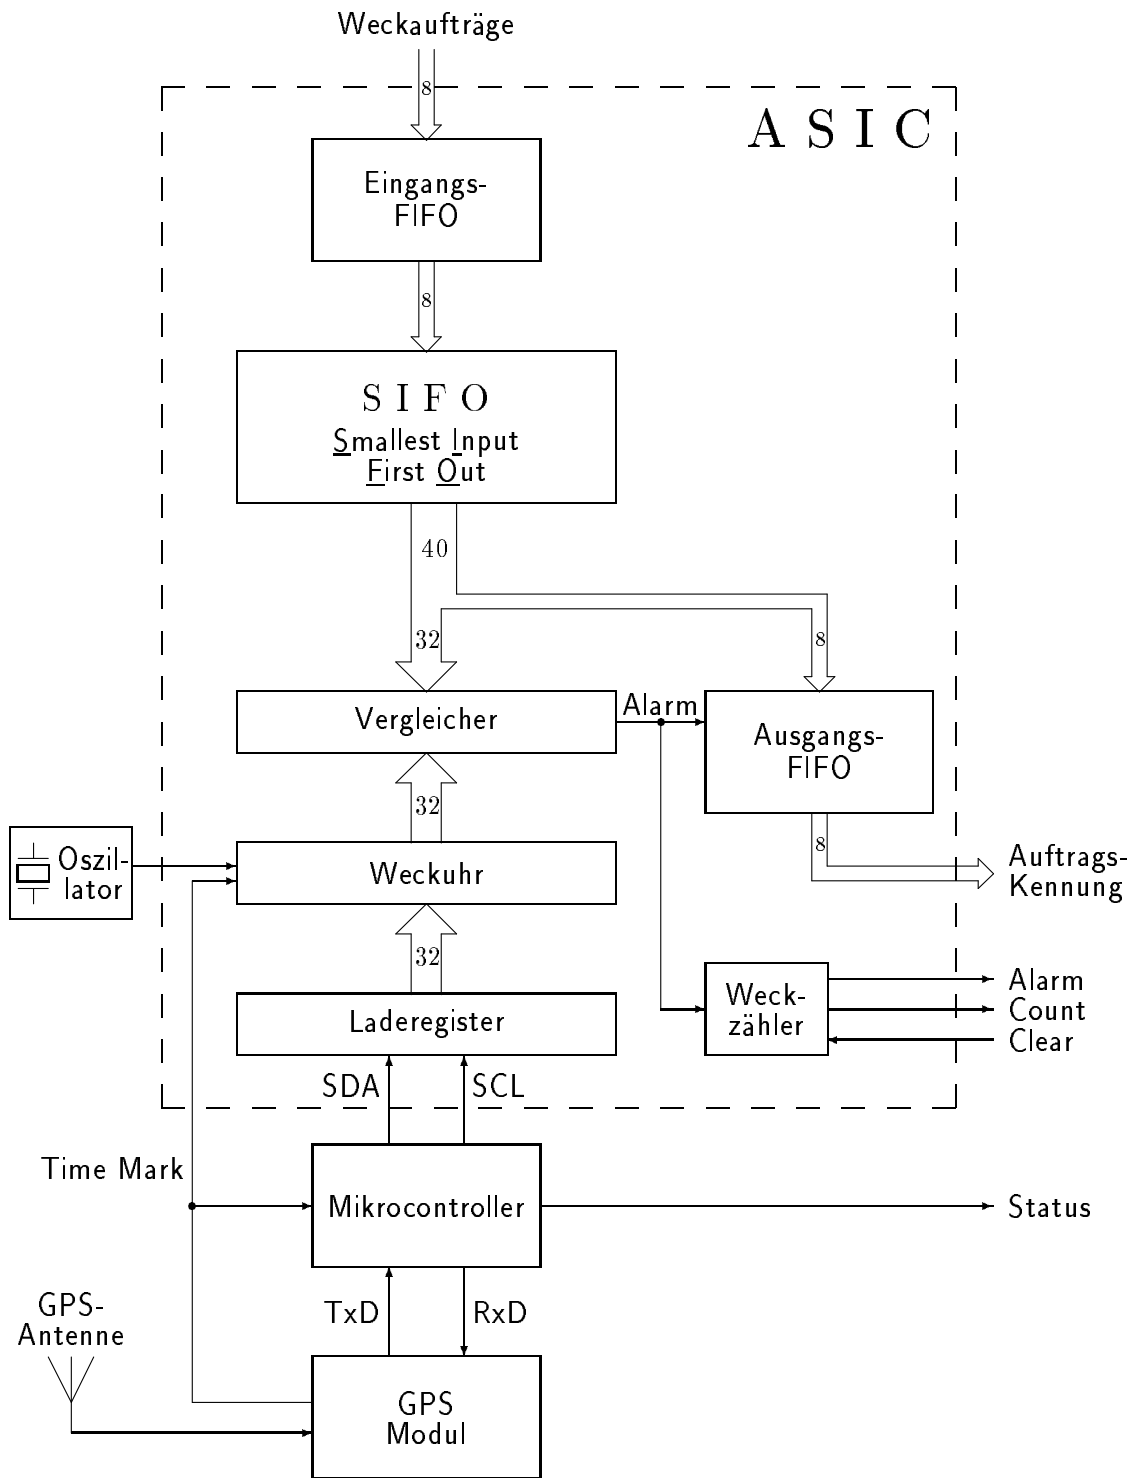 Weckaufträge
8
A S I C
Eingangs-
FIFO
8
S I F O
Smallest Input
First Out
40
32
8
Vergleicher
Alarm
Ausgangs-
FIFO
32
8
Oszil-
lator
Weckuhr
Auftrags-
Kennung
32
Laderegister
Weck-
zähler
Alarm
Count
Clear
SDA
SCL
Time Mark
Mikrocontroller
Status
TxD
RxD
GPS-
Antenne
GPS
Modul